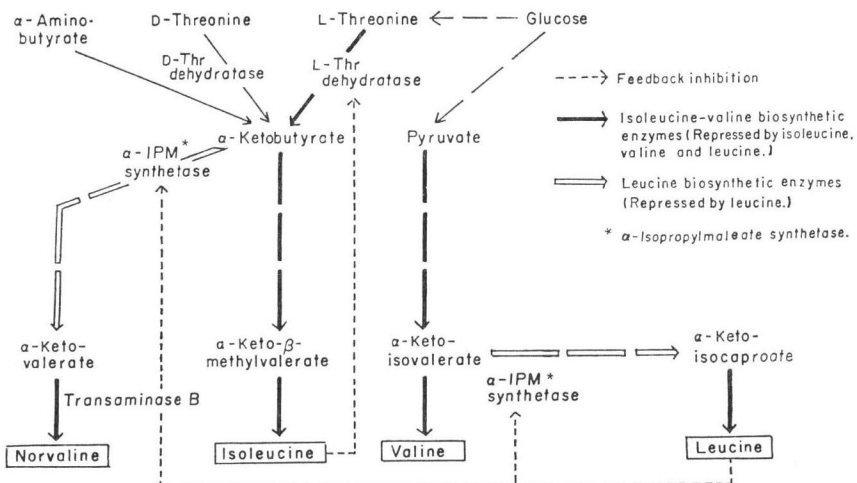 α-Amino-
butyrate
D-Threonine
L-Threonine
Glucose
D-Thr
dehydratase
L-Thr
dehydratase
Feedback inhibition
α-Ketobutyrate
Pyruvate
Isoleucine-valine biosynthetic
enzymes (Repressed by isoleucine,
valine and leucine.)
α-IPM*
synthetase
Leucine biosynthetic enzymes
(Repressed by leucine.)
* α-Isopropylmaleate synthetase.
α-Keto-
valerate
α-Keto-β-
methylvalerate
α-Keto-
isovalerate
α-Keto-
isocaproate
α-IPM*
synthetase
Transaminase B
Norvaline
Isoleucine
Valine
Leucine